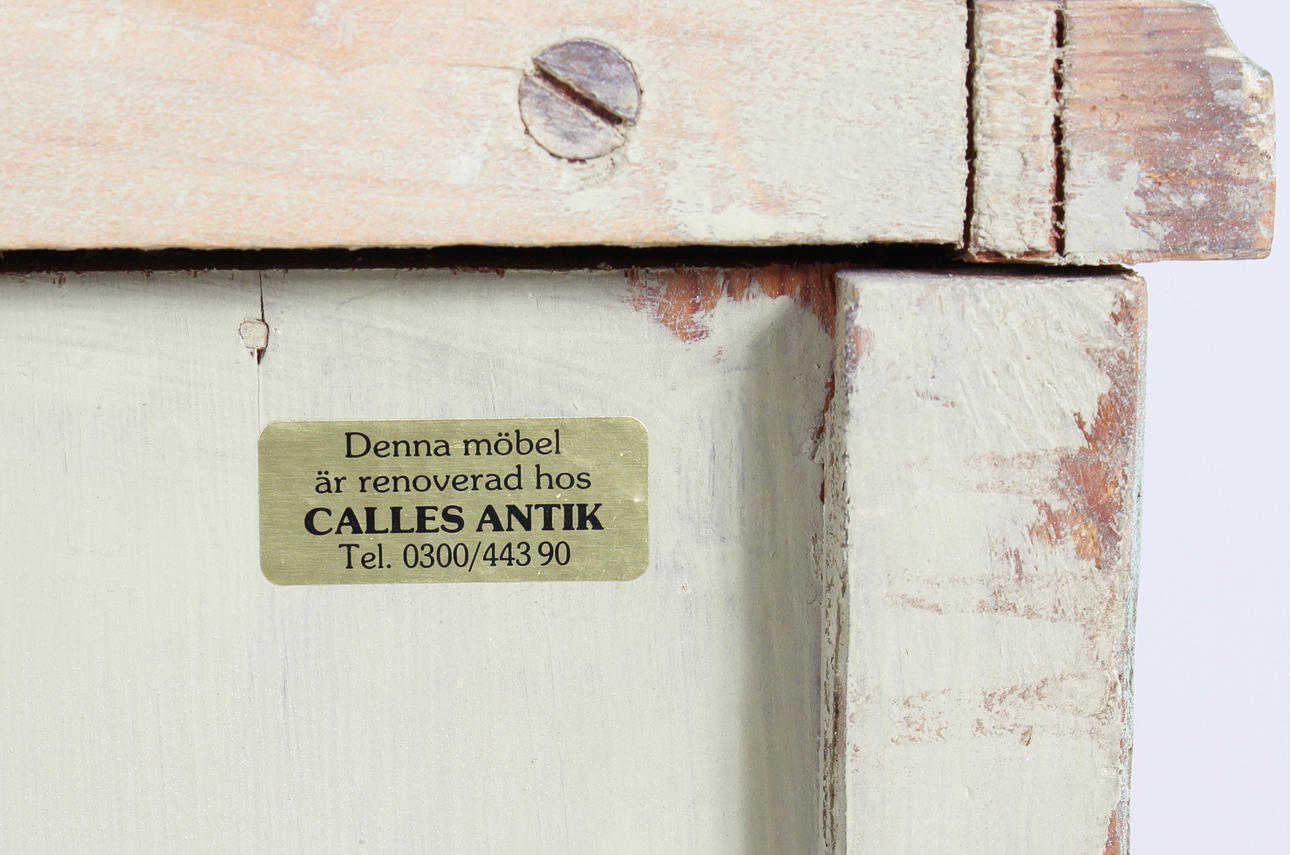 Denna möbel
är renoverad hos
CALLES ANTIK
Tel. 0300/443 90